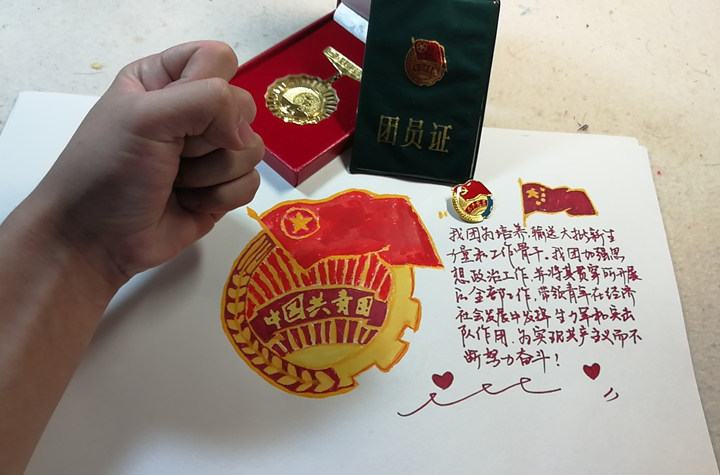 团员证
中国共青团
我团为培养、输送大批新生
力量和工作骨干。我团加强思
想政治工作,并将其贯穿所开展
的全部工作,带领青年在经济
社会发展中发挥生力军和突击
队作用,为实现共产主义而不
断努力奋斗!